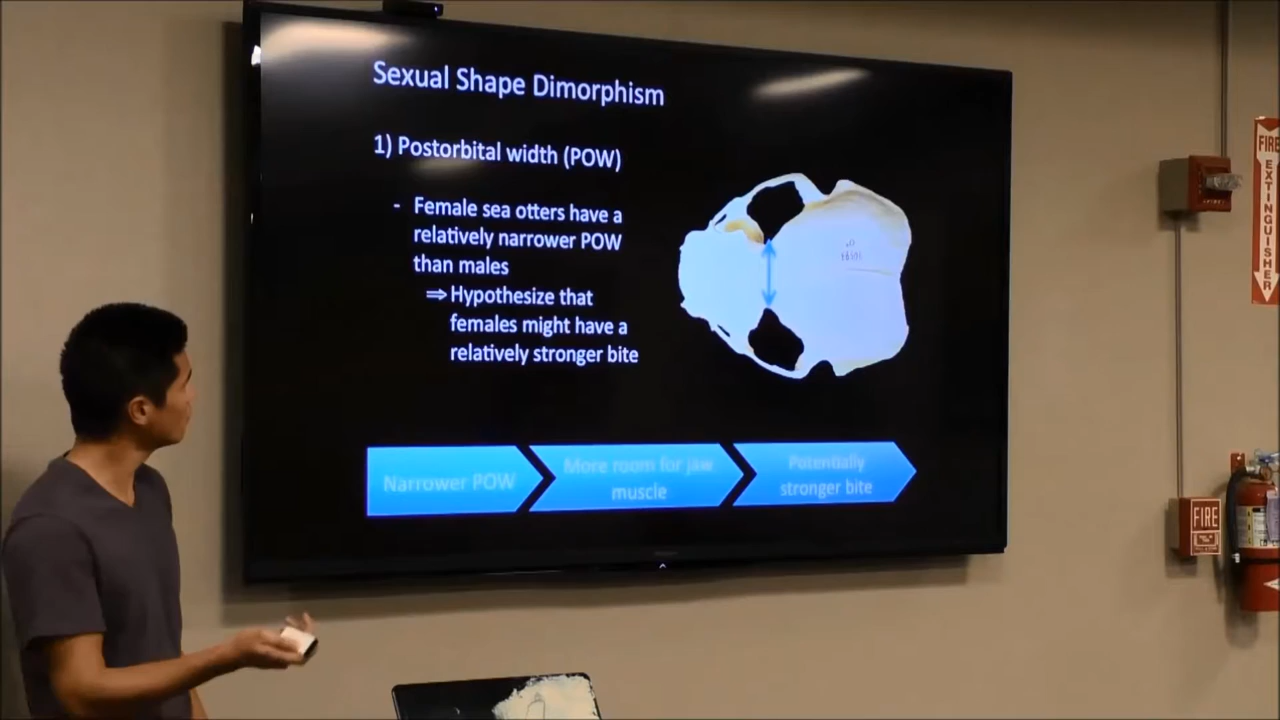 Sexual Shape Dimorphism
1) Postorbital width (POW)
- Female sea otters have a
relatively narrower POW
than males
⇒ Hypothesize that
females might have a
relatively stronger bite
Narrower POW
More room for jaw
muscle
Potentially
stronger bite
FIRE
EXTINGUISHER
FIRE